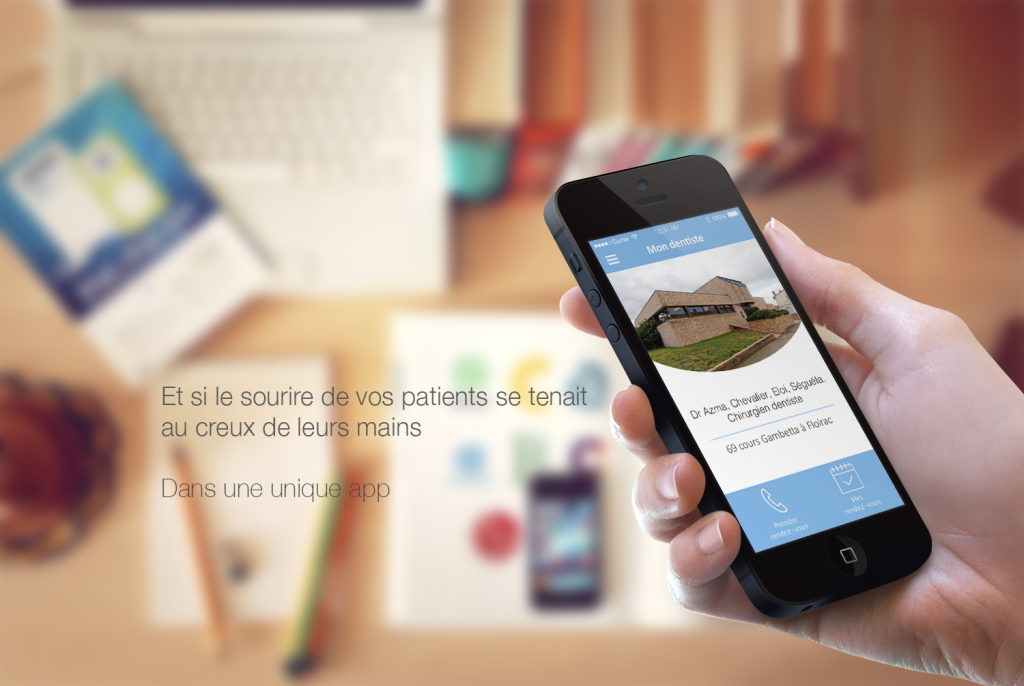 Et si le sourire de vos patients se tenait
au creux de leurs mains
Dans une unique app
Carrier
100%
Mon dentiste
Dr Azma, Chevalier, Eloi, Séguéla.
Chirurgien dentiste
69 cours Gambetta à Floirac
Prendre
rendez-vous
Mes
rendez-vous